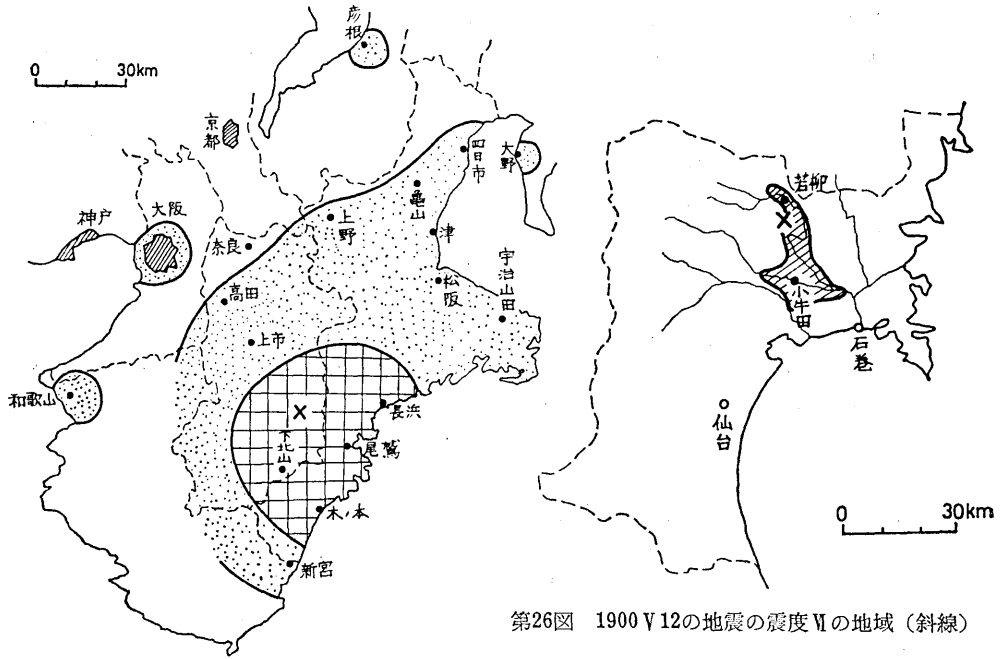 彦根
0 30km
京都
四日市
大野
亀山
神戸
大阪
上野
津
奈良
宇治山田
松阪
高田
上市
和歌山
長浜
下北山
尾鷲
木ノ本
新宮
若柳
小牛田
石巻
仙台
0 30km
第26図 1900 Ⅴ 12の地震の震度Ⅵの地域（斜線）